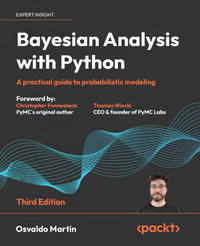 EXPERT INSIGHT
Bayesian Analysis
with Python
A practical guide to probabilistic modeling
Foreword by:
Christopher Fonnesbeck
PyMC's original author
Thomas Wiecki
CEO & founder of PyMC Labs
Third Edition
Osvaldo Martin
<packt>